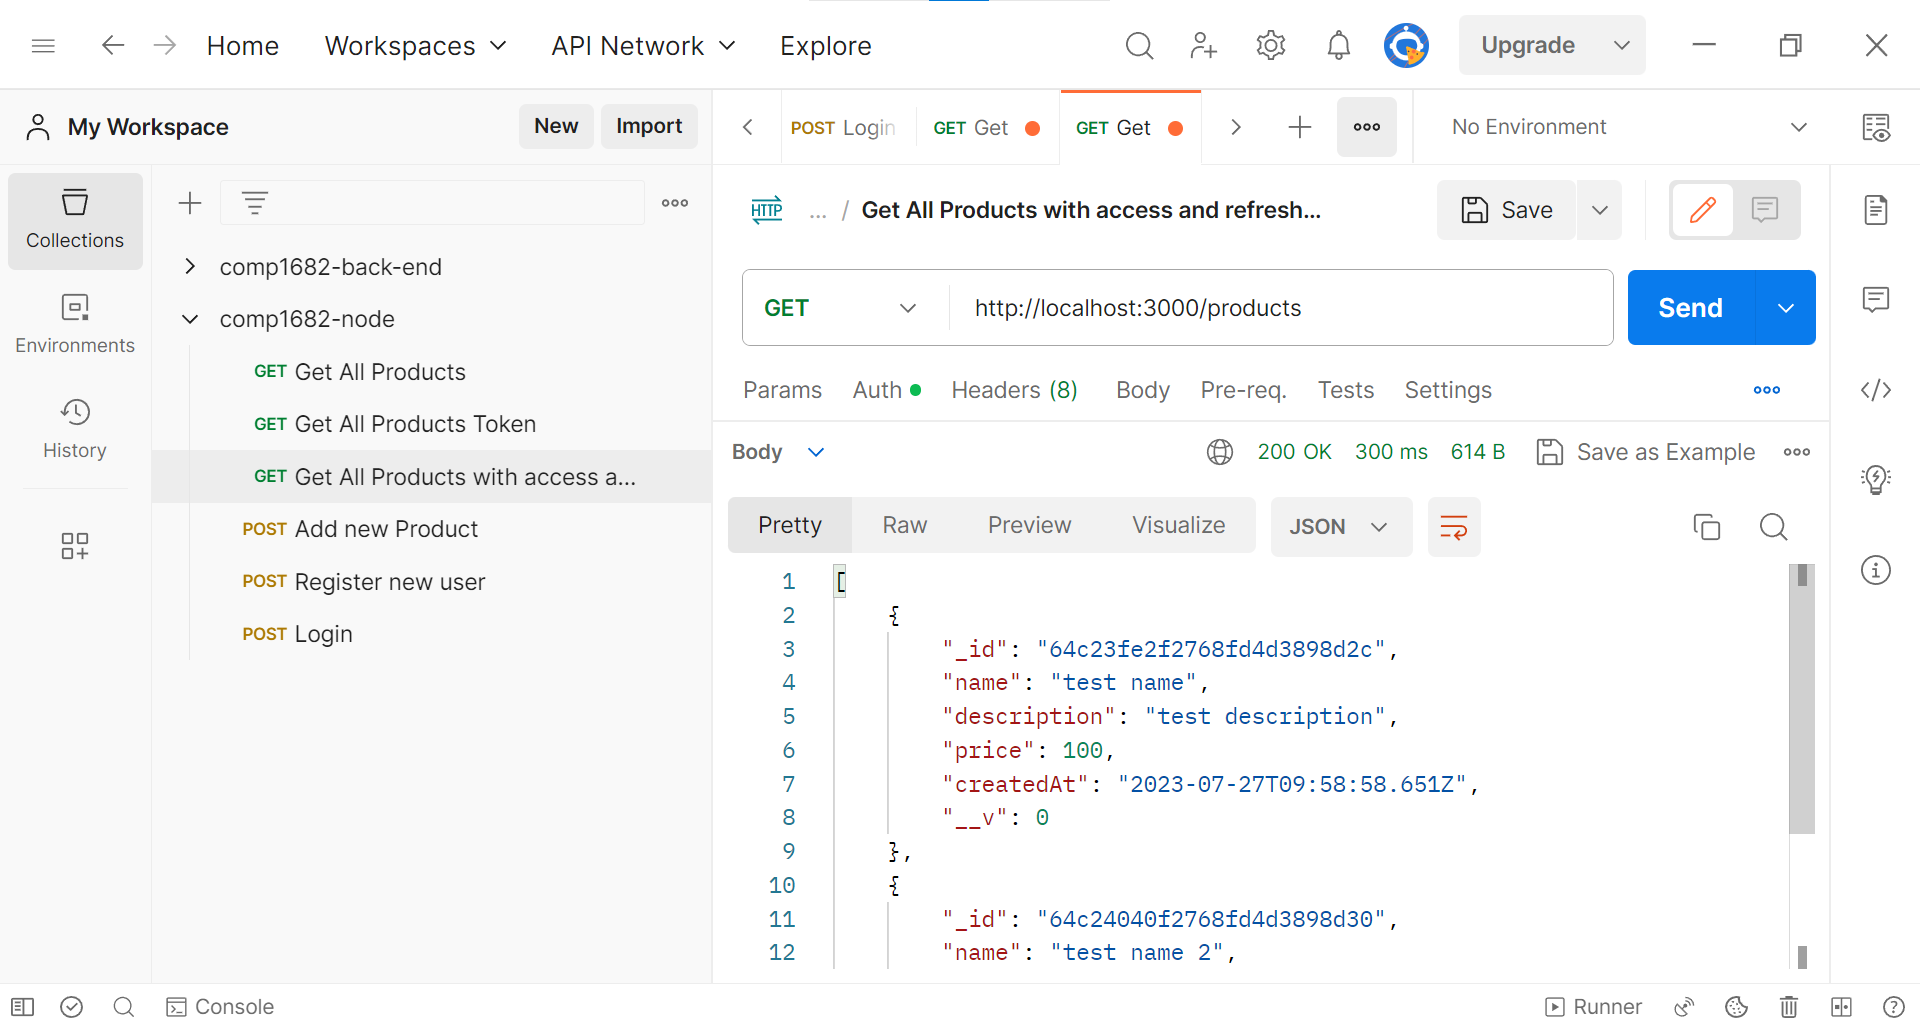 Home
Workspaces
API Network
Explore
Upgrade
My Workspace
New
Import
POST Login
GET Get
GET Get
No Environment
Collections
Environments
History
comp1682-back-end
comp1682-node
GET Get All Products
GET Get All Products Token
GET Get All Products with access a...
POST Add new Product
POST Register new user
POST Login
HTTP
... / Get All Products with access and refresh...
Save
GET
http://localhost:3000/products
Send
Params
Auth
Headers (8)
Body
Pre-req.
Tests
Settings
Body
200 OK
300 ms
614 B
Save as Example
Pretty
Raw
Preview
Visualize
JSON
1 [
2 {
3 "_id": "64c23fe2f2768fd4d3898d2c",
4 "name": "test name",
5 "description": "test description",
6 "price": 100,
7 "createdAt": "2023-07-27T09:58:58.651Z",
8 "__v": 0
9 },
10 {
11 "_id": "64c24040f2768fd4d3898d30",
12 "name": "test name 2",
Console
Runner